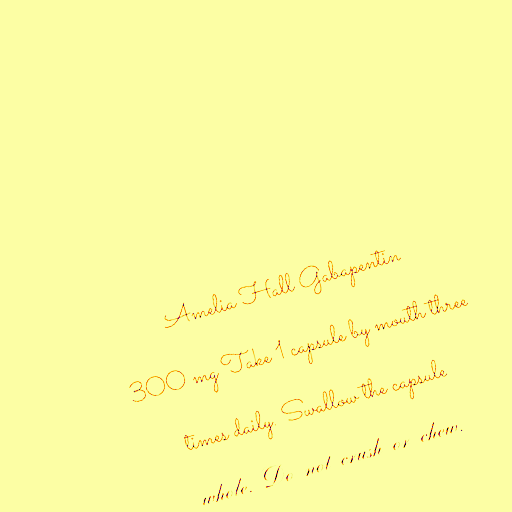 Amelia Hall Gabapentin
300 mg Take 1 capsule by mouth three
times daily. Swallow the capsule
whole. Do not crush or chew.